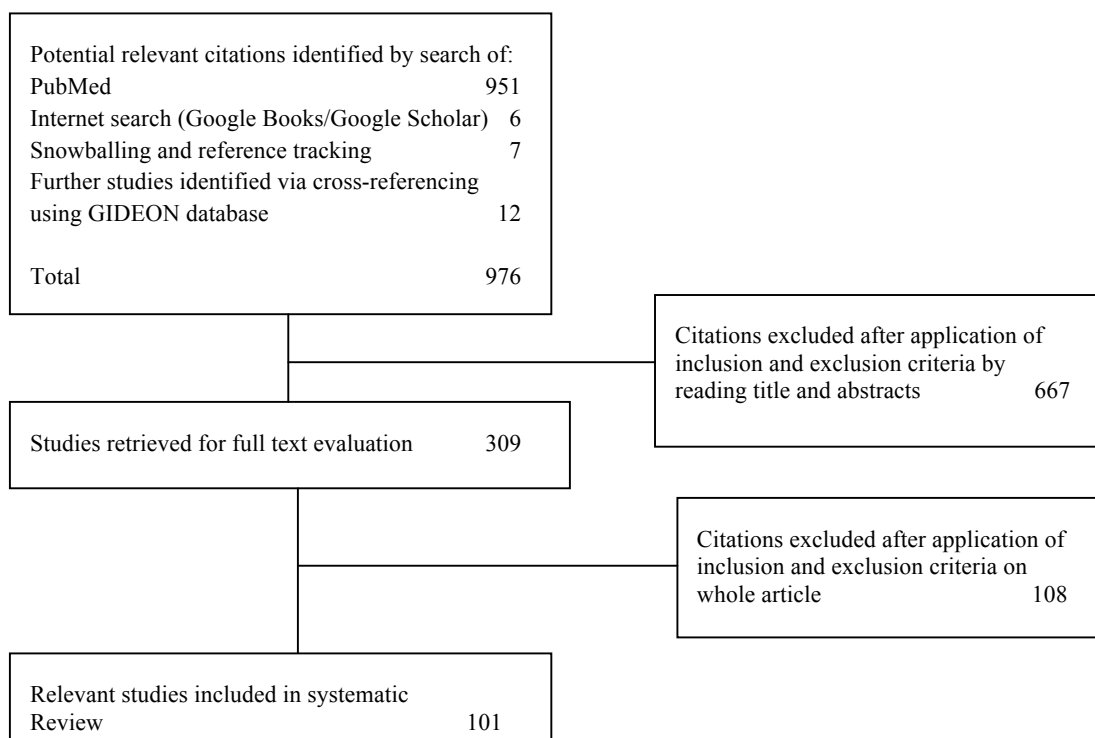 Potential relevant citations identified by search of:
PubMed 951
Internet search (Google Books/Google Scholar) 6
Snowballing and reference tracking 7
Further studies identified via cross-referencing
using GIDEON database 12
Total 976
Citations excluded after application of
inclusion and exclusion criteria by
reading title and abstracts 667
Studies retrieved for full text evaluation 309
Citations excluded after application of
inclusion and exclusion criteria on
whole article 108
Relevant studies included in systematic
Review 101